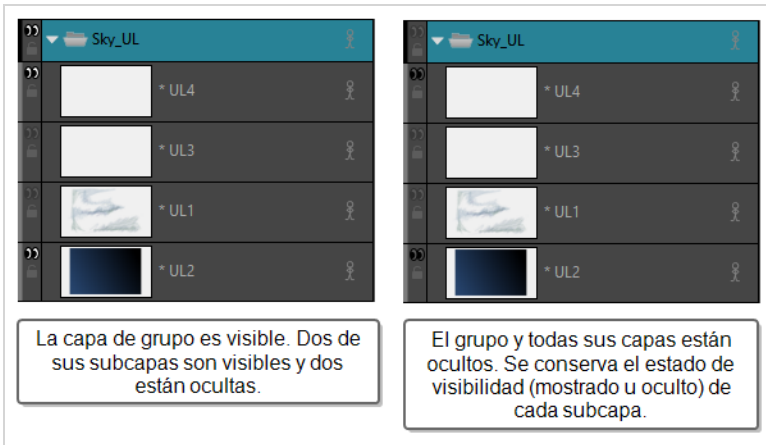 Sky_UL
* UL4
* UL3
* UL1
* UL2
La capa de grupo es visible. Dos de
sus subcapas son visibles y dos
están ocultas.
Sky_UL
* UL4
* UL3
* UL1
* UL2
El grupo y todas sus capas están
ocultos. Se conserva el estado de
visibilidad (mostrado u oculto) de
cada subcapa.